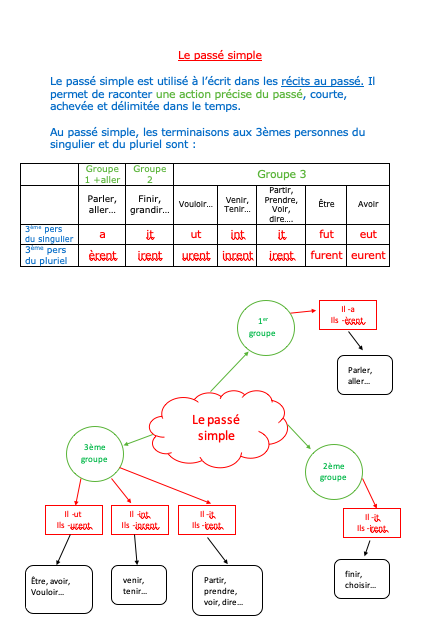 Le passé simple
Le passé simple est utilisé à l'écrit dans les récits au passé. Il
permet de raconter une action précise du passé, courte,
achevée et délimitée dans le temps.
Au passé simple, les terminaisons aux 3èmes personnes du
singulier et du pluriel sont :
Groupe
1 +aller
Groupe
2
Groupe 3
Parler,
aller…
Finir,
grandir…
Vouloir…
Venir,
Tenir…
Partir,
Prendre,
Voir,
dire….
Être
Avoir
3ème pers
du singulier
a
it
ut
int
it
fut
eut
3ème pers
du pluriel
èrent
irent
urent
inrent
irent
furent
eurent
1er
groupe
Il -a
Ils -èrent
Parler,
aller…
Le passé
simple
3ème
groupe
2ème
groupe
Il -ut
Ils -urent
Il -int
Ils -inrent
Il -it
Ils -irent
Il -it
Ils -irent
Être, avoir,
Vouloir…
venir,
tenir…
Partir,
prendre,
voir, dire…
finir,
choisir…